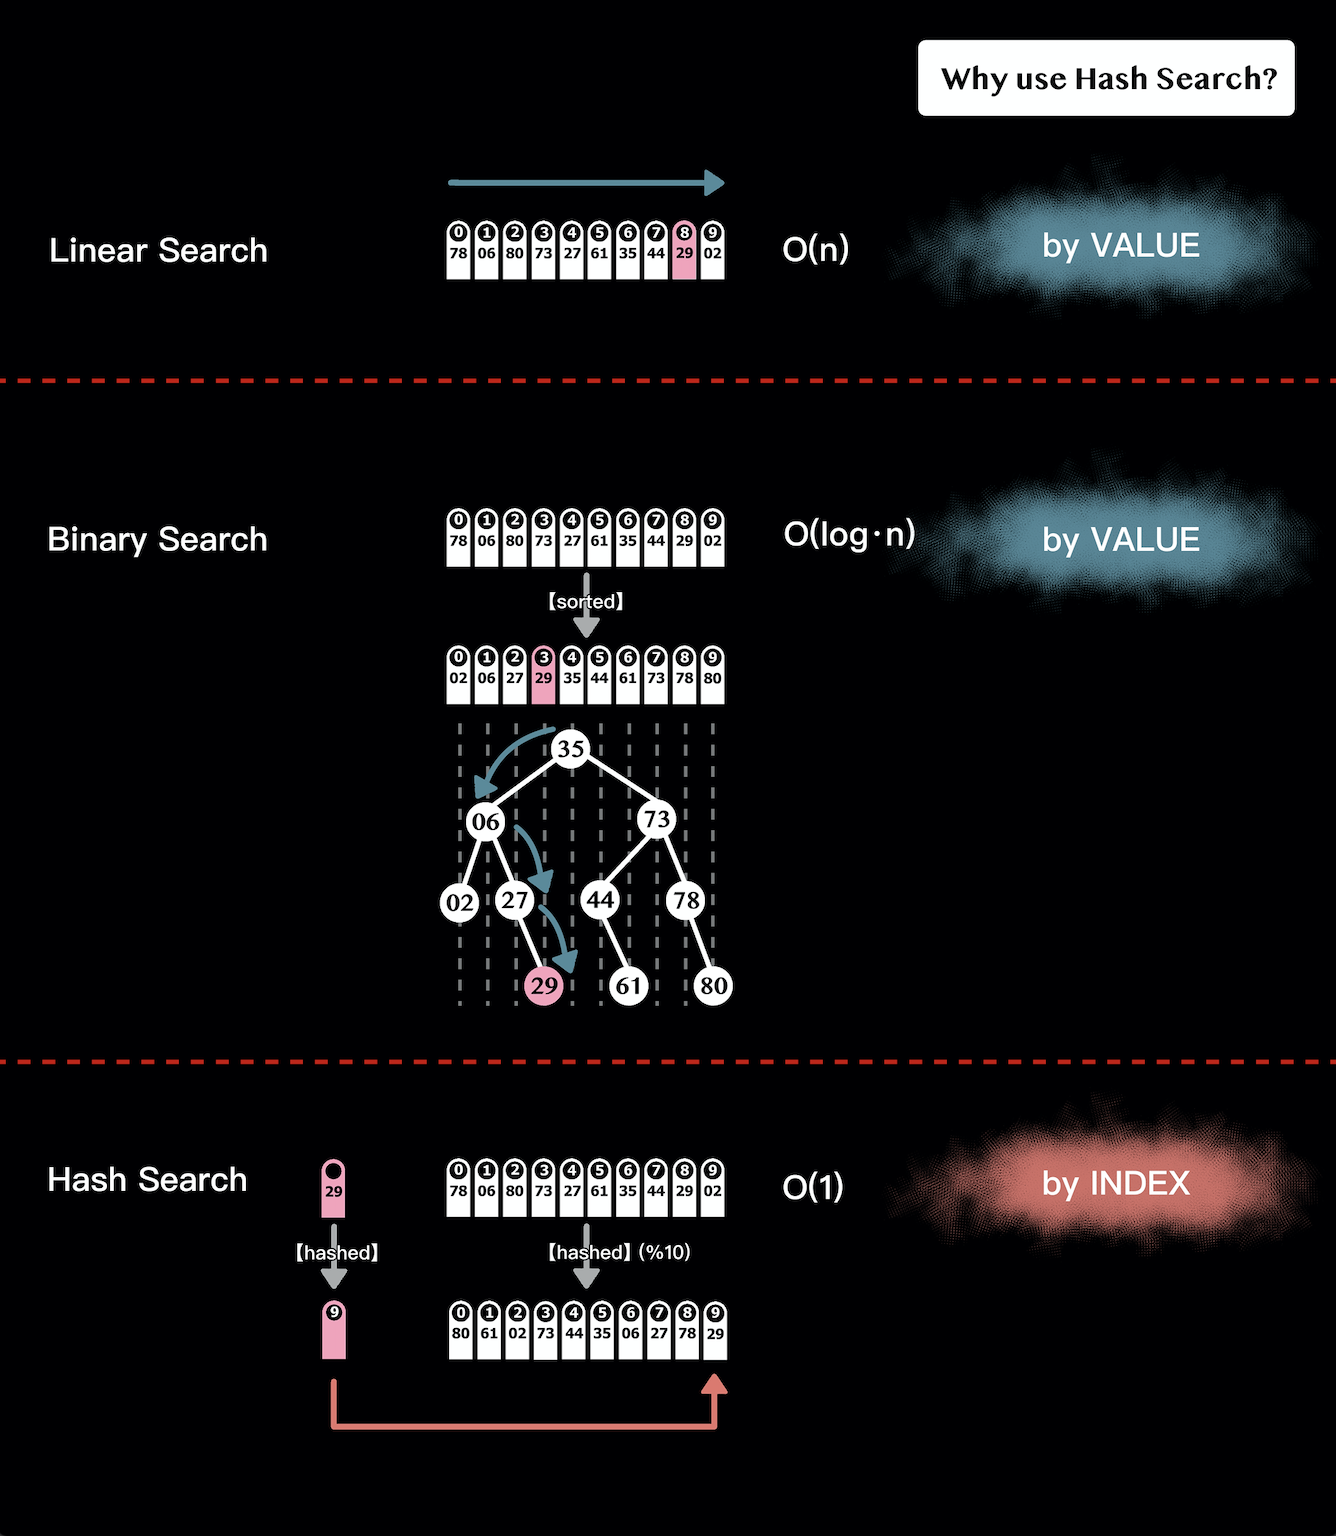 Why use Hash Search?
Linear Search
0 1 2 3 4 5 6 7 8 9
78 06 80 73 27 61 35 44 29 02
O(n)
by VALUE
Binary Search
0 1 2 3 4 5 6 7 8 9
78 06 80 73 27 61 35 44 29 02
O(log·n)
by VALUE
【sorted】
0 1 2 3 4 5 6 7 8 9
02 06 27 29 35 44 61 73 78 80
35
06 73
02 27 44 78
29 61 80
Hash Search
29
0 1 2 3 4 5 6 7 8 9
78 06 80 73 27 61 35 44 29 02
O(1)
by INDEX
【hashed】
【hashed】(%10)
9
0 1 2 3 4 5 6 7 8 9
80 61 02 73 44 35 06 27 78 29